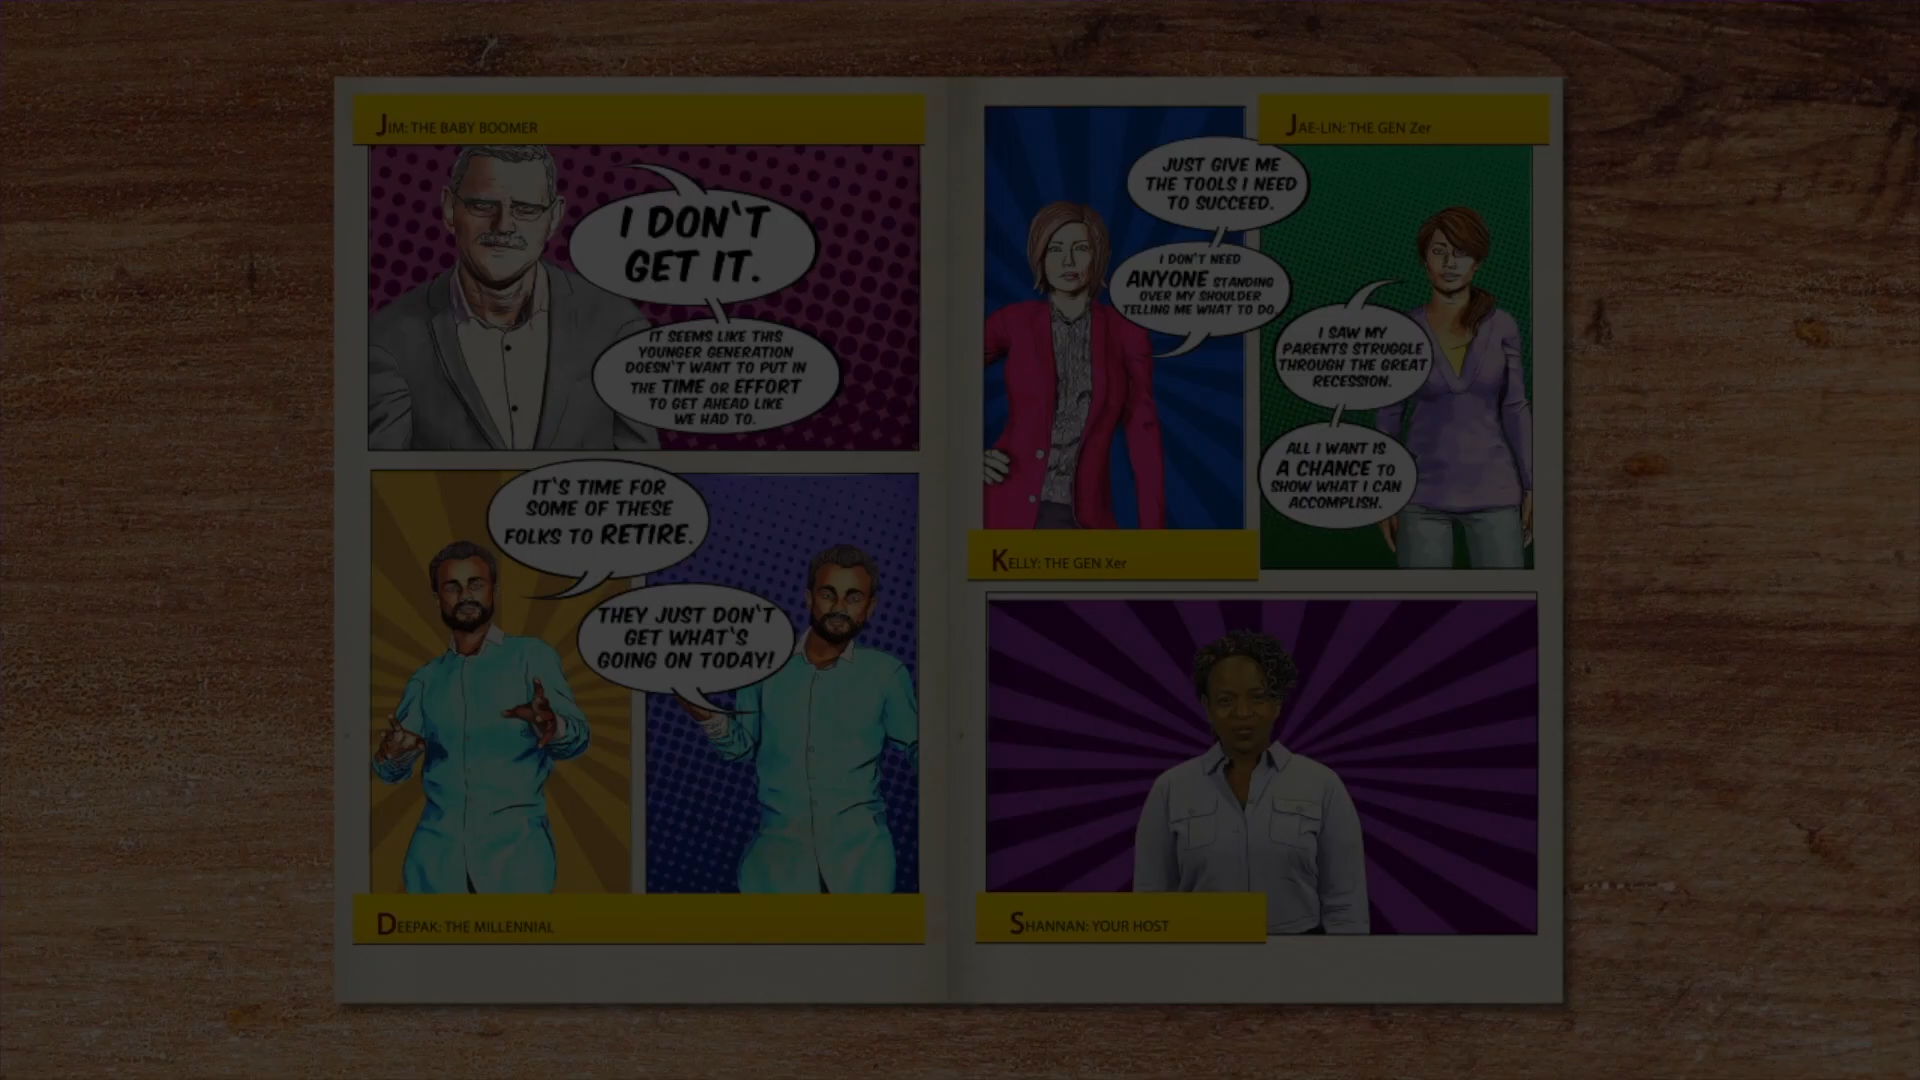 JIM: THE BABY BOOMER
I DON'T
GET IT.
IT SEEMS LIKE THIS
YOUNGER GENERATION
DOESN'T WANT TO PUT IN
THE TIME OR EFFORT
TO GET AHEAD LIKE
WE HAD TO.
IT'S TIME FOR
SOME OF THESE
FOLKS TO RETIRE.
THEY JUST DON'T
GET WHAT'S
GOING ON TODAY!
DEEPAK: THE MILLENNIAL
JUST GIVE ME
THE TOOLS I NEED
TO SUCCEED.
I DON'T NEED
ANYONE STANDING
OVER MY SHOULDER
TELLING ME WHAT TO DO.
KELLY: THE GEN Xer
JAE-LIN: THE GEN Zer
I SAW MY
PARENTS STRUGGLE
THROUGH THE GREAT
RECESSION.
ALL I WANT IS
A CHANCE TO
SHOW WHAT I CAN
ACCOMPLISH.
SHANNAN: YOUR HOST